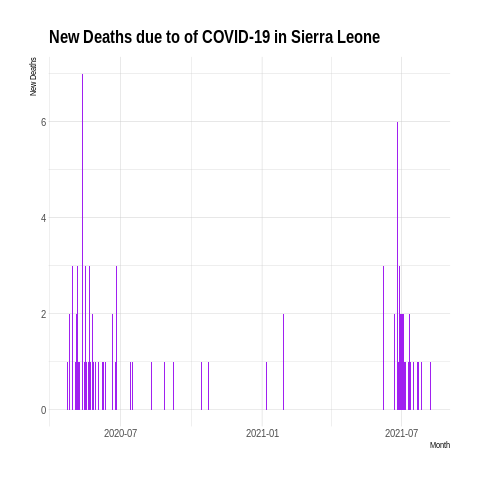 New Deaths due to of COVID-19 in Sierra Leone
New Deaths
6
4
2
0
2020-07
2021-01
2021-07
Month